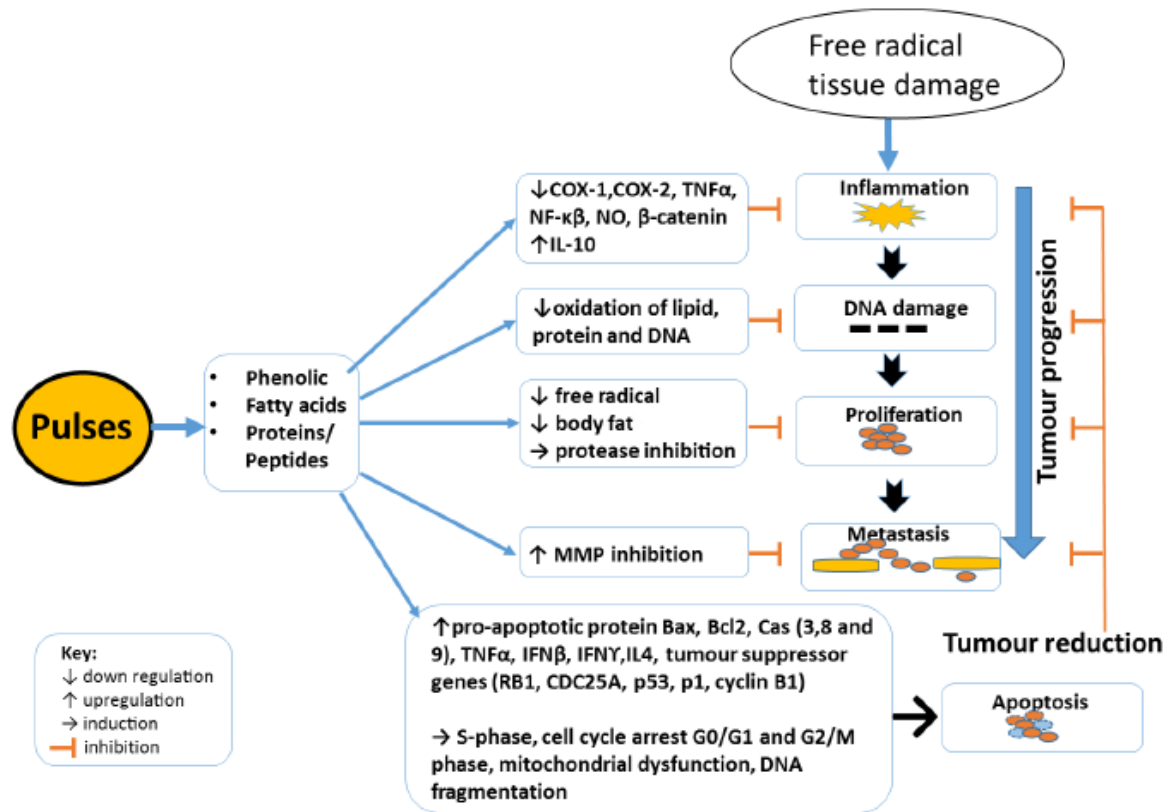 Free radical
tissue damage
↓COX-1,COX-2, TNFα,
NF-κβ, NO, β-catenin
↑IL-10
Inflammation
↓oxidation of lipid,
protein and DNA
DNA damage
Pulses
• Phenolic
• Fatty acids
• Proteins/
Peptides
↓ free radical
↓ body fat
→ protease inhibition
Proliferation
↑ MMP inhibition
Metastasis
Tumour progression
↑pro-apoptotic protein Bax, Bcl2, Cas (3,8 and
9), TNFα, IFNβ, IFNϒ,IL4, tumour suppressor
genes (RB1, CDC25A, p53, p1, cyclin B1)
→ S-phase, cell cycle arrest G0/G1 and G2/M
phase, mitochondrial dysfunction, DNA
fragmentation
Tumour reduction
Apoptosis
Key:
↓ down regulation
↑ upregulation
→ induction
inhibition